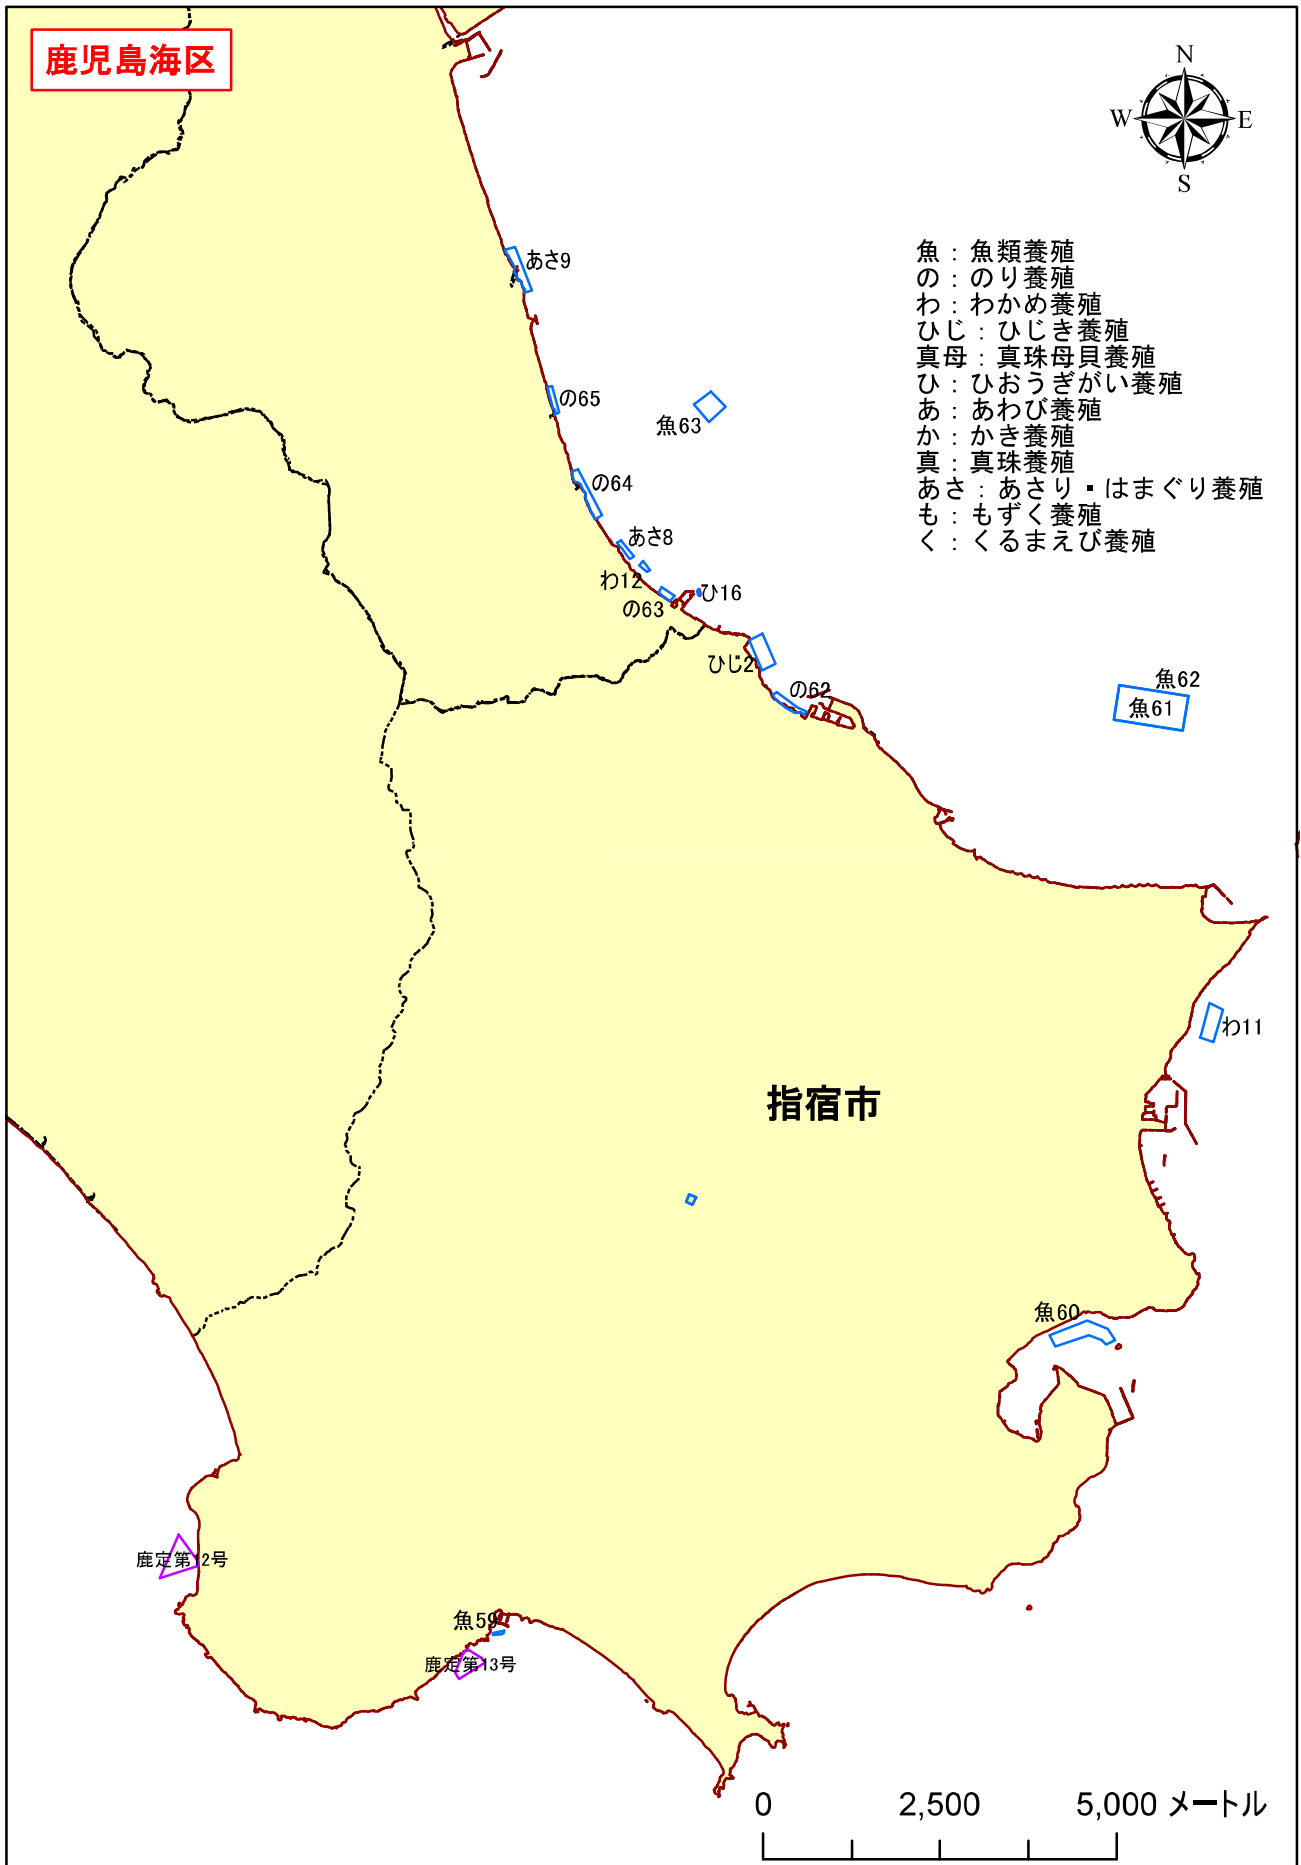 鹿児島海区
N
W
E
S
魚：魚類養殖
の：のり養殖
わ：わかめ養殖
ひじ：ひじき養殖
真母：真珠母貝養殖
ひ：ひおうぎがい養殖
あ：あわび養殖
か：かき養殖
真：真珠養殖
あさ：あさり・はまぐり養殖
も：もずく養殖
く：くるまえび養殖
あさ9
の65
魚63
の64
あさ8
わ12
の63
ひ16
ひじ2
の62
魚62
魚61
わ11
指宿市
魚60
鹿定第12号
魚59
鹿定第13号
0 2,500 5,000 メートル